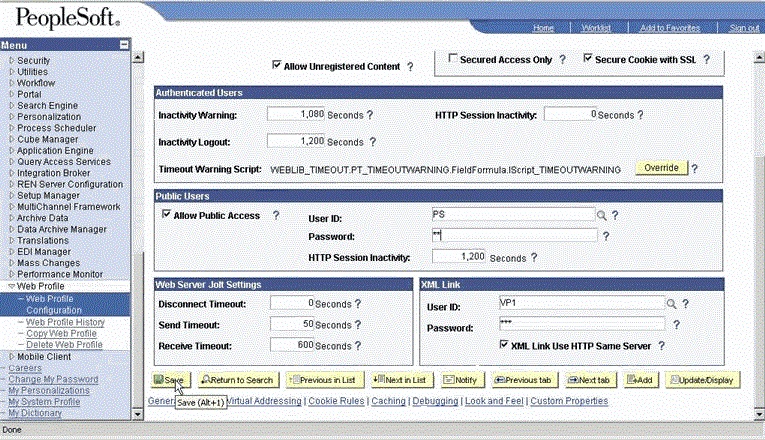 PeopleSoft.
Home | Worklist | Add to Favorites | Sign out
Menu
Security
Utilities
Workflow
Portal
Search Engine
Personalization
Process Scheduler
Cube Manager
Application Engine
Query Access Services
Integration Broker
REN Server Configuration
Setup Manager
MultiChannel Framework
Archive Data
Data Archive Manager
Translations
EDI Manager
Mass Changes
Performance Monitor
Web Profile
– Web Profile
Configuration
– Web Profile History
– Copy Web Profile
– Delete Web Profile
Mobile Client
– Careers
– Change My Password
– My Personalizations
– My System Profile
– My Dictionary
Allow Unregistered Content ?
Secured Access Only ?
Secure Cookie with SSL ?
Authenticated Users
Inactivity Warning: 1,080 Seconds ?
HTTP Session Inactivity: 0 Seconds ?
Inactivity Logout: 1,200 Seconds ?
Timeout Warning Script: WEBLIB_TIMEOUT.PT_TIMEOUTWARNING.FieldFormula.IScript_TIMEOUTWARNING Override ?
Public Users
Allow Public Access ?
User ID: PS ?
Password: ** ?
HTTP Session Inactivity: 1,200 Seconds ?
Web Server Jolt Settings
Disconnect Timeout: 0 Seconds ?
Send Timeout: 50 Seconds ?
Receive Timeout: 600 Seconds ?
XML Link
User ID: VP1 ?
Password: *** ?
XML Link Use HTTP Same Server ?
Save Return to Search Previous in List Next in List Notify Previous tab Next tab Add Update/Display
Save (Alt+1)
Virtual Addressing | Cookie Rules | Caching | Debugging | Look and Feel | Custom Properties
Done